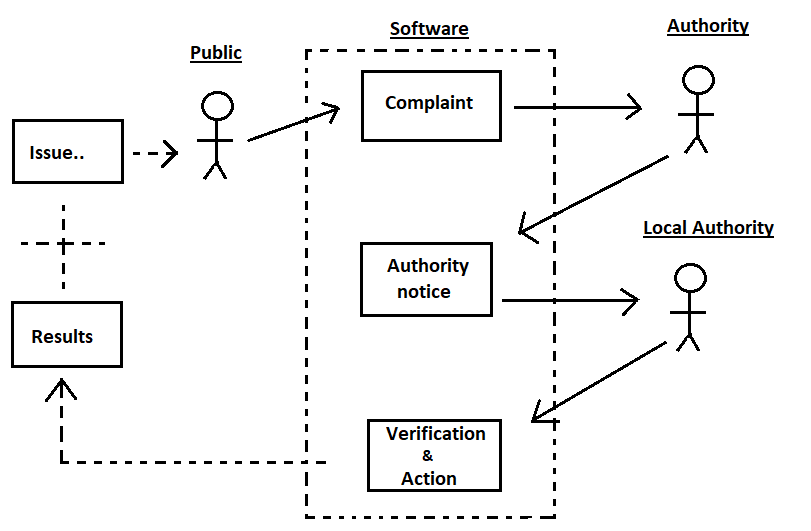 Software
Authority
Public
Complaint
Issue..
Local Authority
Authority
notice
Results
Verification
&
Action